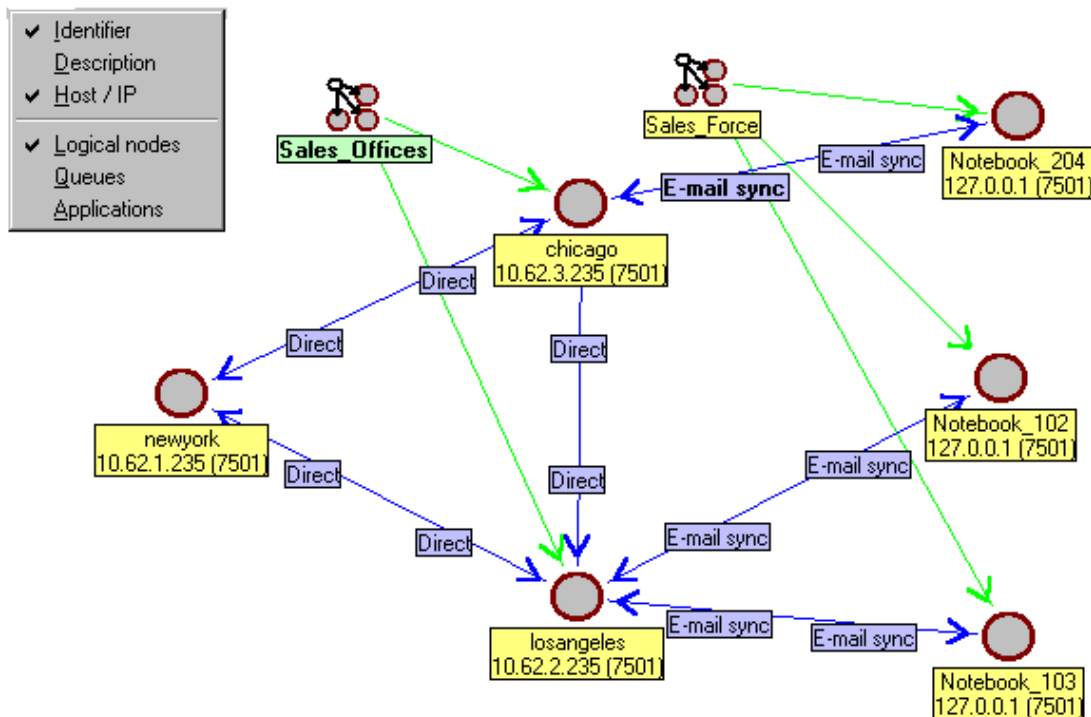 Identifier
Description
Host / IP
Logical nodes
Queues
Applications
Sales_Offices
Sales_Force
Notebook_204
127.0.0.1 (7501)
E-mail sync
E-mail sync
chicago
10.62.3.235 (7501)
Direct
Direct
Direct
newyork
10.62.1.235 (7501)
Notebook_102
127.0.0.1 (7501)
Direct
Direct
Direct
E-mail sync
E-mail sync
losangeles
10.62.2.235 (7501)
E-mail sync
E-mail sync
Notebook_103
127.0.0.1 (7501)